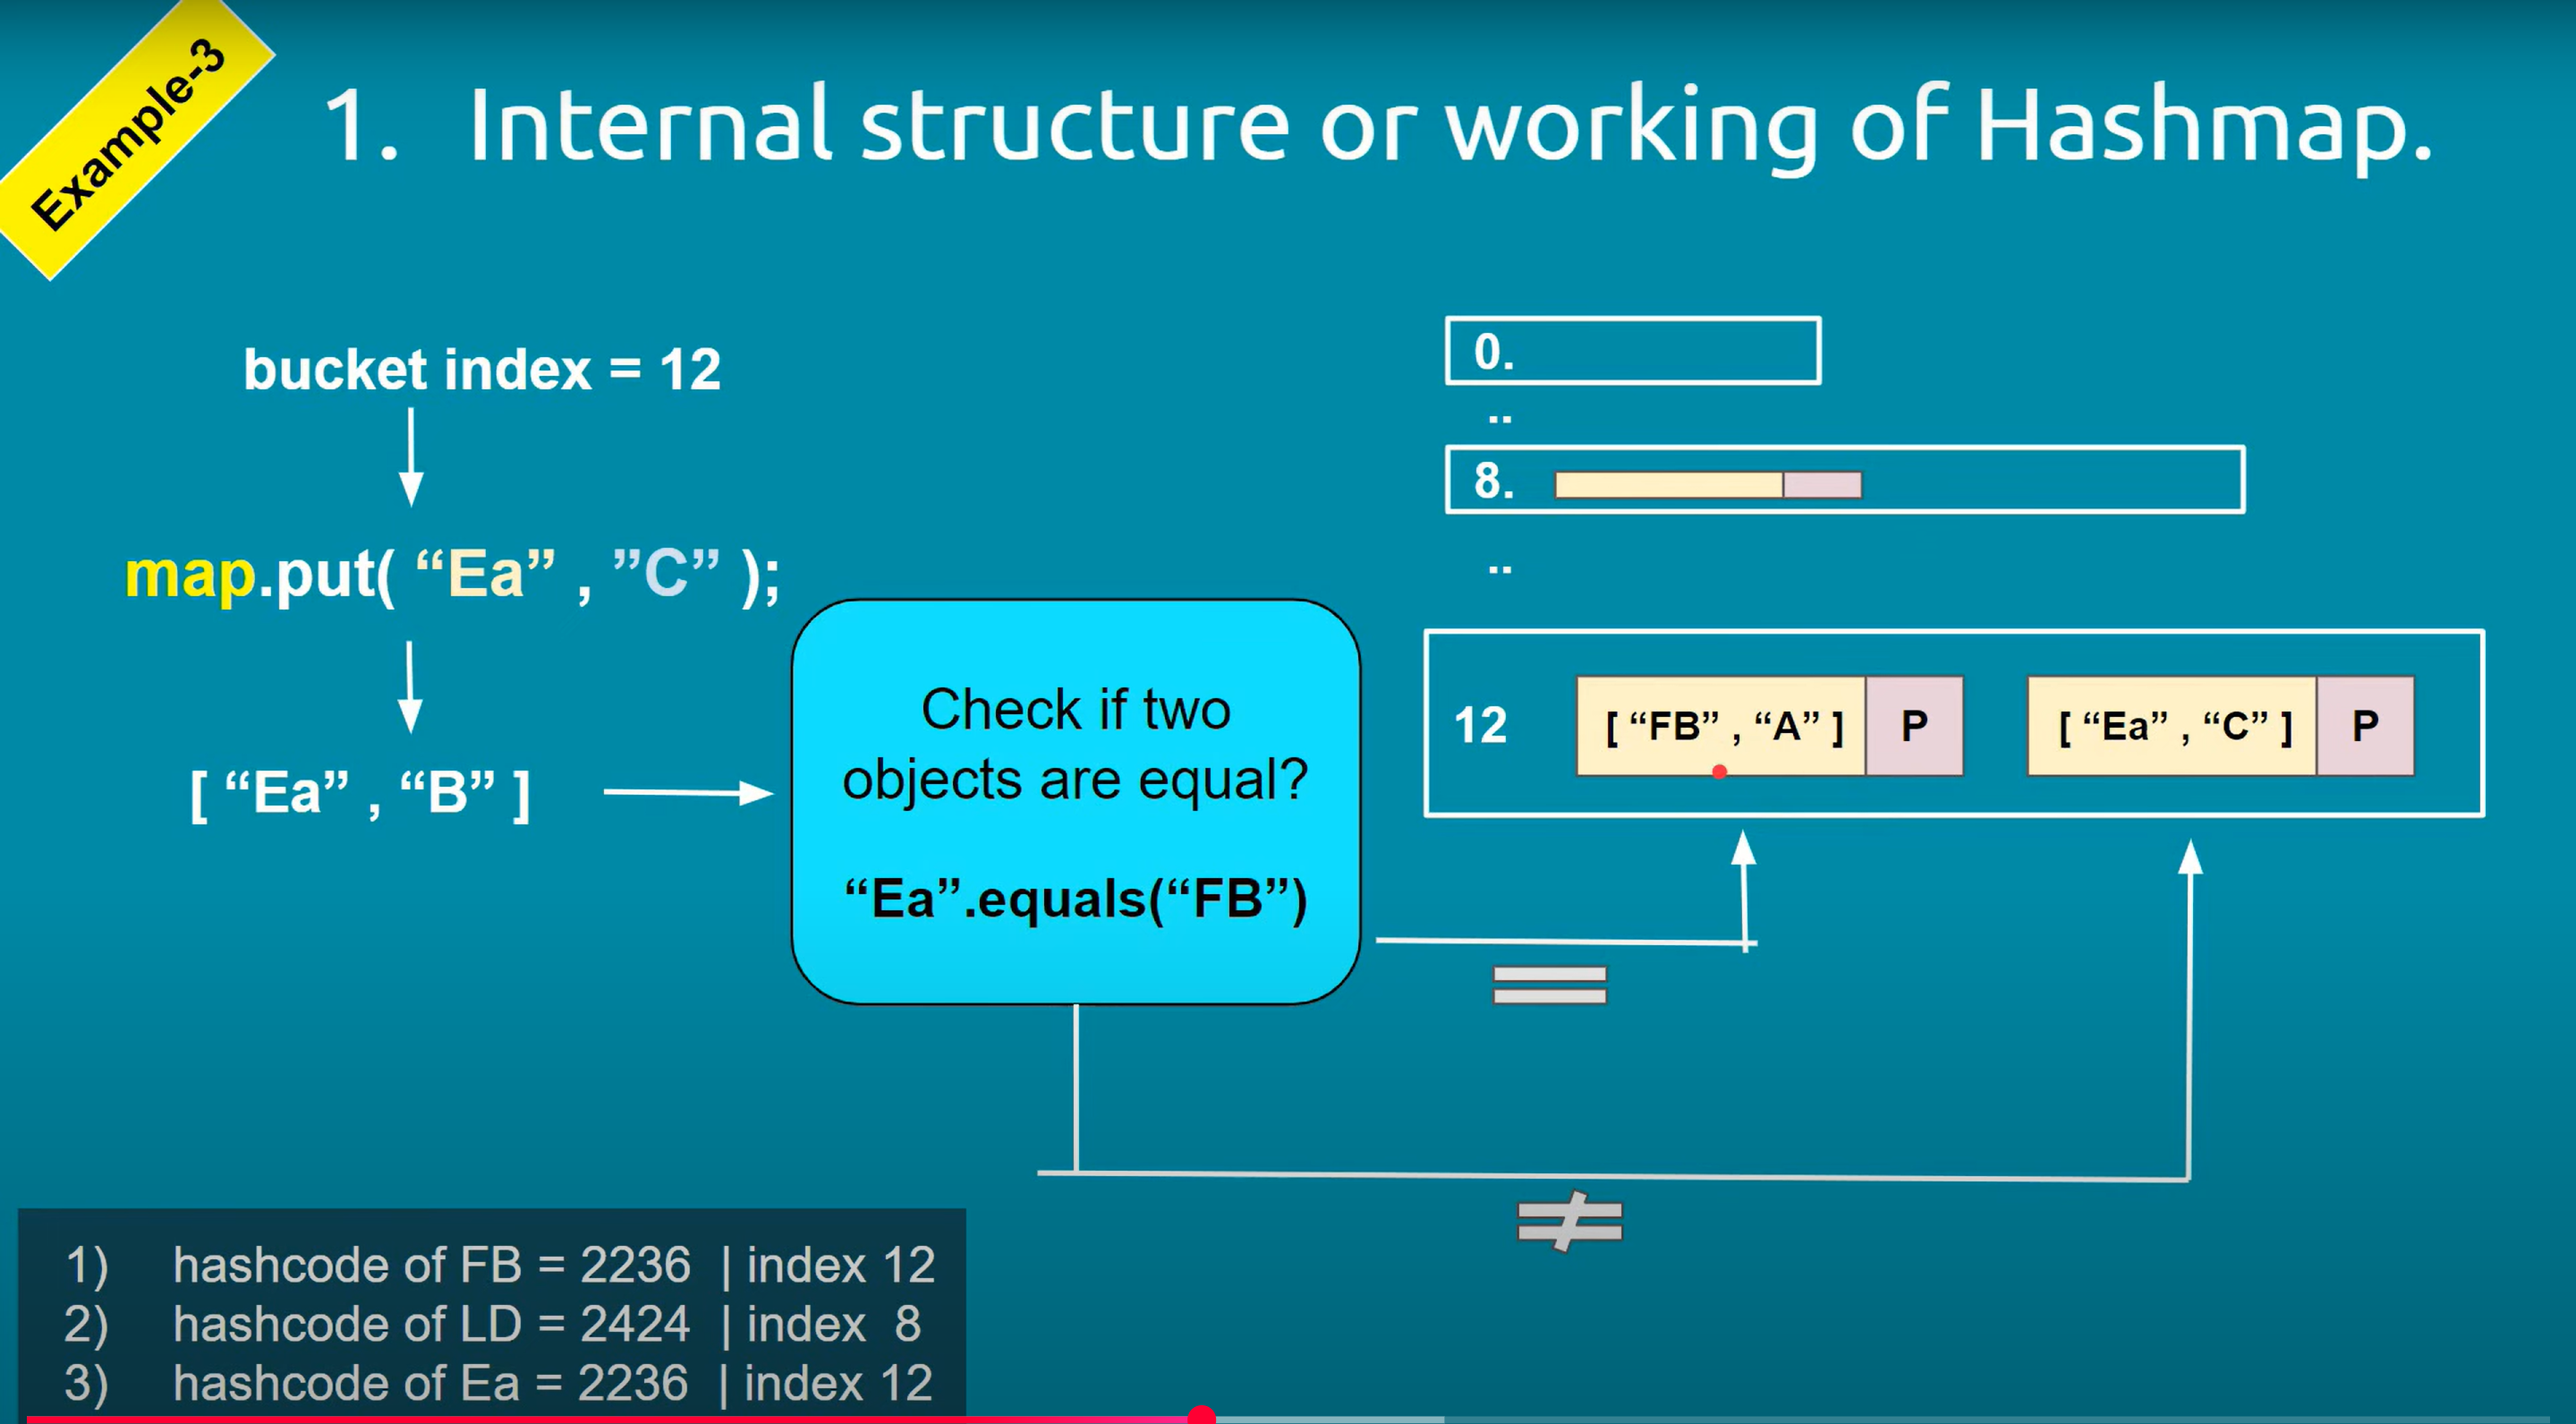 Example-3
1. Internal structure or working of Hashmap.
bucket index = 12
map.put( “Ea” , ”C” );
[ “Ea” , “B” ]
Check if two
objects are equal?
“Ea”.equals(“FB”)
0.
..
8.
..
12 [ “FB” , “A” ] P [ “Ea” , “C” ] P
=
≠
1) hashcode of FB = 2236 | index 12
2) hashcode of LD = 2424 | index 8
3) hashcode of Ea = 2236 | index 12